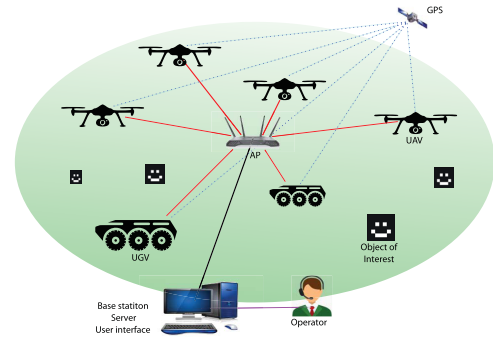 GPS
UAV
AP
UGV
Object of
Interest
Base statiton
Server
User interface
Operator